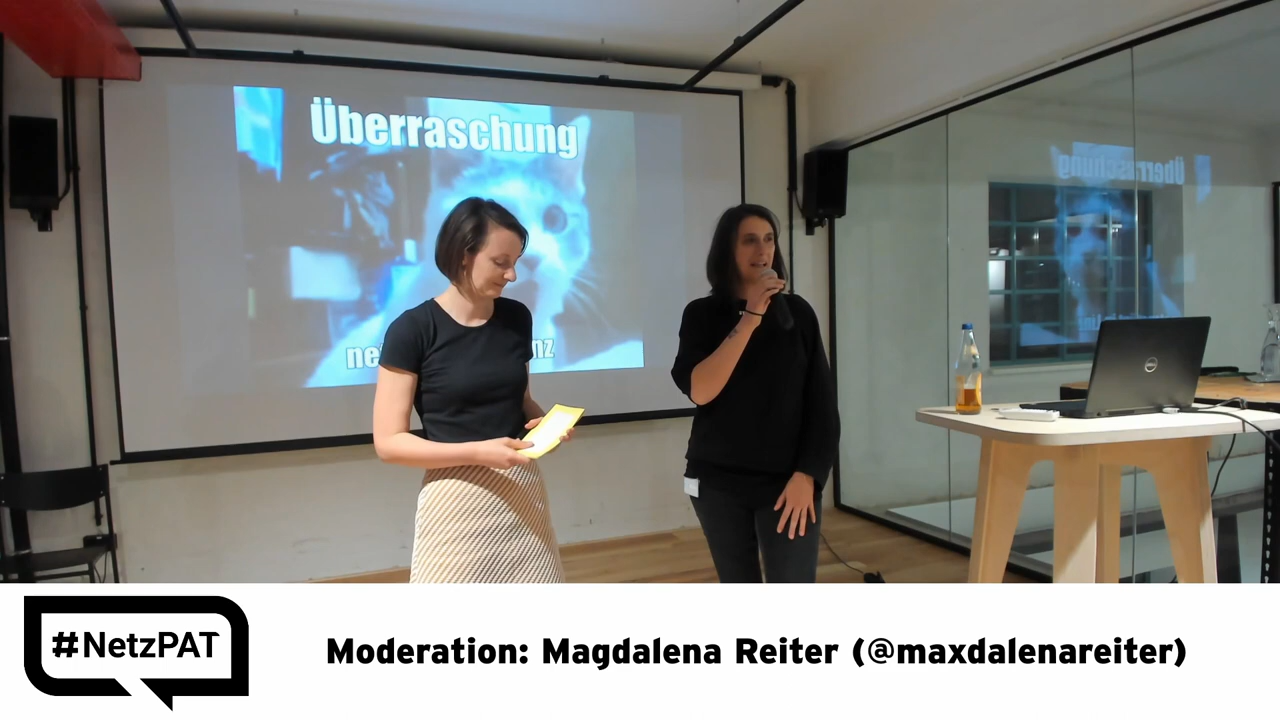 Überraschung
#NetzPAT
Moderation: Magdalena Reiter (@maxdalenareiter)